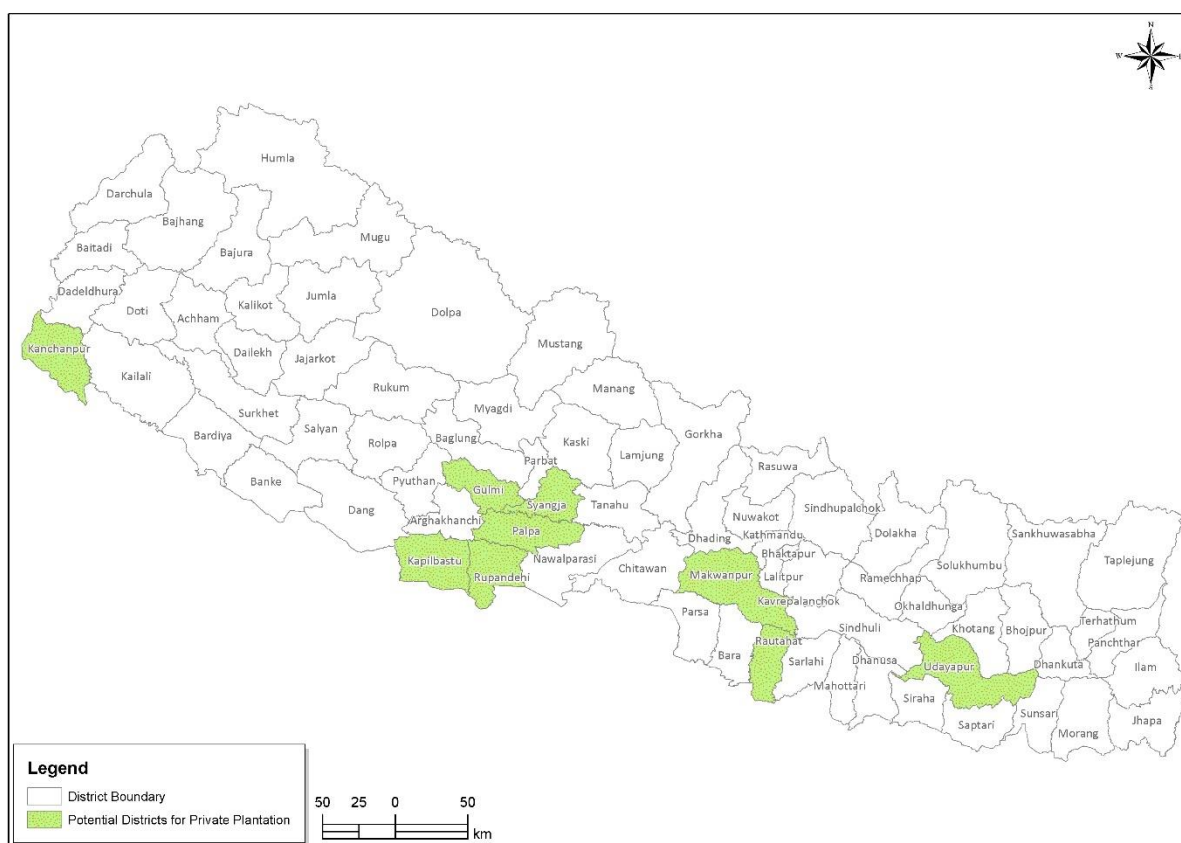 N
W
Humla
Darchula
Bajhang
Mugu
Baitadi
Bajura
Dadeldhura
Jumla
Kalikot
Doti
Dolpa
Achham
Mustang
Kanchanpur
Dailekh
Jajarkot
Kailali
Rukum
Manang
Surkhet
Myagdi
Salyan
Gorkha
Bardiya
Rolpa
Baglung
Kaski
Lamjung
Parbat
Rasuwa
Banke
Pyuthan
Gulmi
Syangja
Tanahu
Sindhupalchok
Sankhuwasabha
Dang
Nuwakot
Arghakhanchi
Palpa
Dolakha
Dhading
Kathmandu
Bhaktapur
Solukhumbu
Taplejung
Kapilbastu
Nawalparasi
Chitawan
Makwanpur
Lalitpur
Ramechhap
Rupandehi
Kavrepalanchok
Okhaldhunga
Parsa
Sindhuli
Khotang
Bhojpur
Terhathum
Rautahat
Panchthar
Bara
Sarlahi
Dhanusa
Udayapur
Dhankuta
Ilam
Mahottari
Siraha
Saptari
Sunsari
Morang
Jhapa
Legend
District Boundary
Potential Districts for Private Plantation
50 25 0 50
km